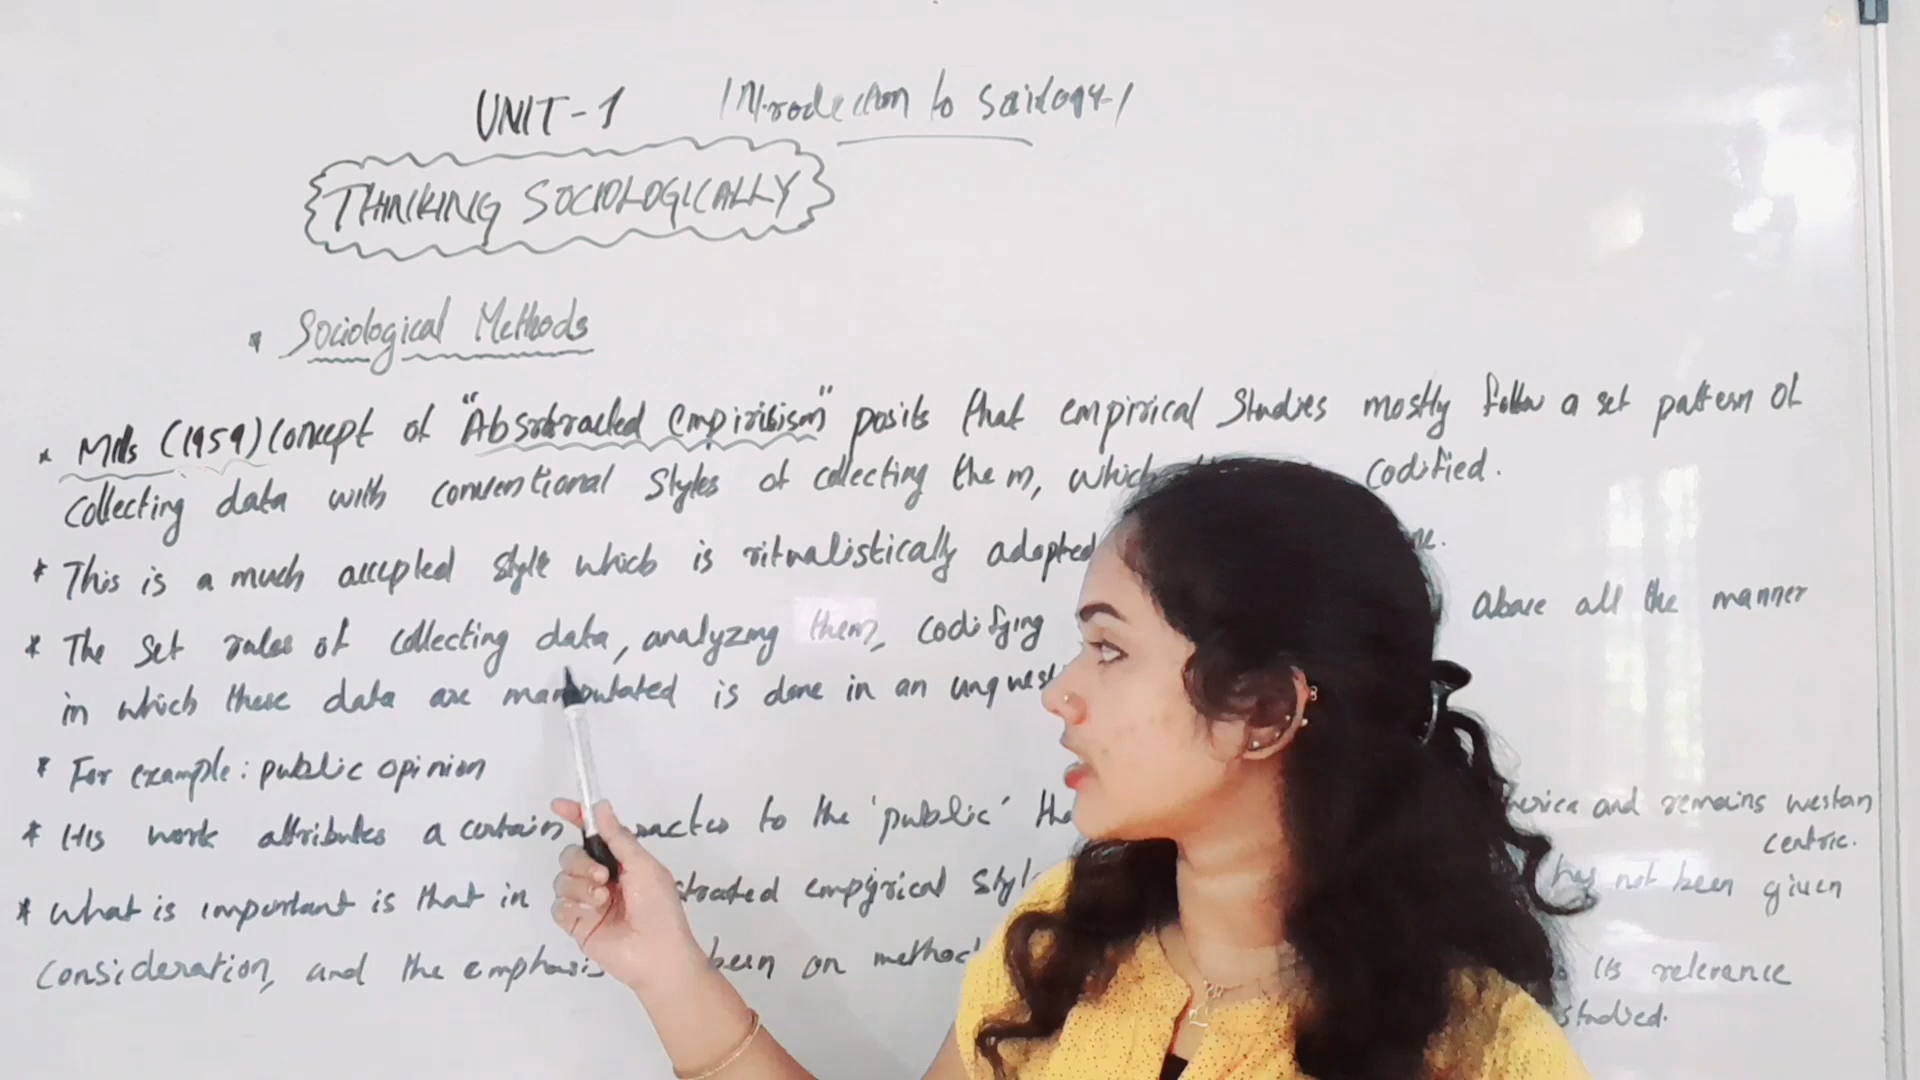 UNIT-1 Introduction to Sociology-1
THINKING SOCIOLOGICALLY
Sociological Methods
* Mills (1959) Concept of "Absrtracted Empiricism" posits that empirical Studies mostly follow a set pattern of
collecting data with conventional Styles of collecting them, which codified.
* This is a much accepted style which is ritualistically adopted
* The Set rules of collecting data, analyzing them, codifying Above all the manner
in which these data are manipulated is done in an
* For example: public opinion
* His work attributes a certain to the 'public' and remains western
centric.
* What is important is that in empirical not been given
consideration, and the been on its relevance
studied.